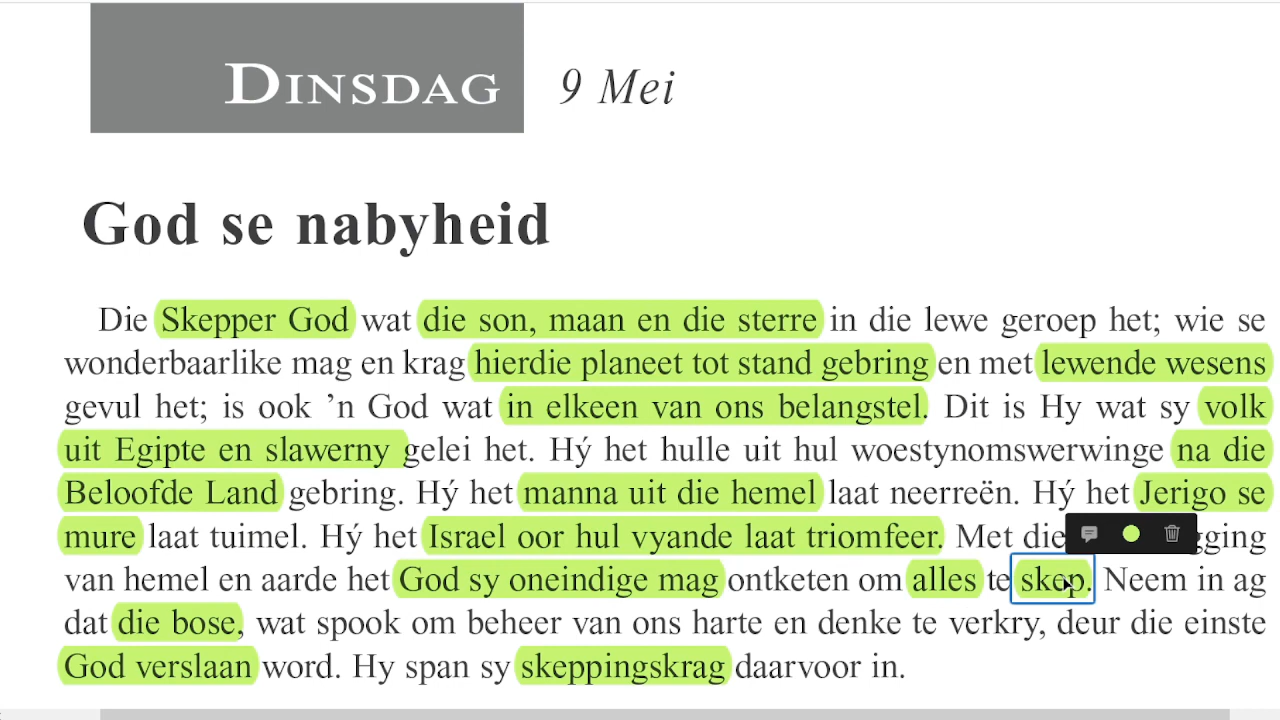 DINSDAG 9 Mei
God se nabyheid
Die Skepper God wat die son, maan en die sterre in die lewe geroep het; wie se
wonderbaarlike mag en krag hierdie planeet tot stand gebring en met lewende wesens
gevul het; is ook ’n God wat in elkeen van ons belangstel. Dit is Hy wat sy volk
uit Egipte en slawerny gelei het. Hý het hulle uit hul woestynomswerwinge na die
Beloofde Land gebring. Hý het manna uit die hemel laat neerreën. Hý het Jerigo se
mure laat tuimel. Hý het Israel oor hul vyande laat triomfeer. Met die gging
van hemel en aarde het God sy oneindige mag ontketen om alles te skep. Neem in ag
dat die bose, wat spook om beheer van ons harte en denke te verkry, deur die einste
God verslaan word. Hy span sy skeppingskrag daarvoor in.